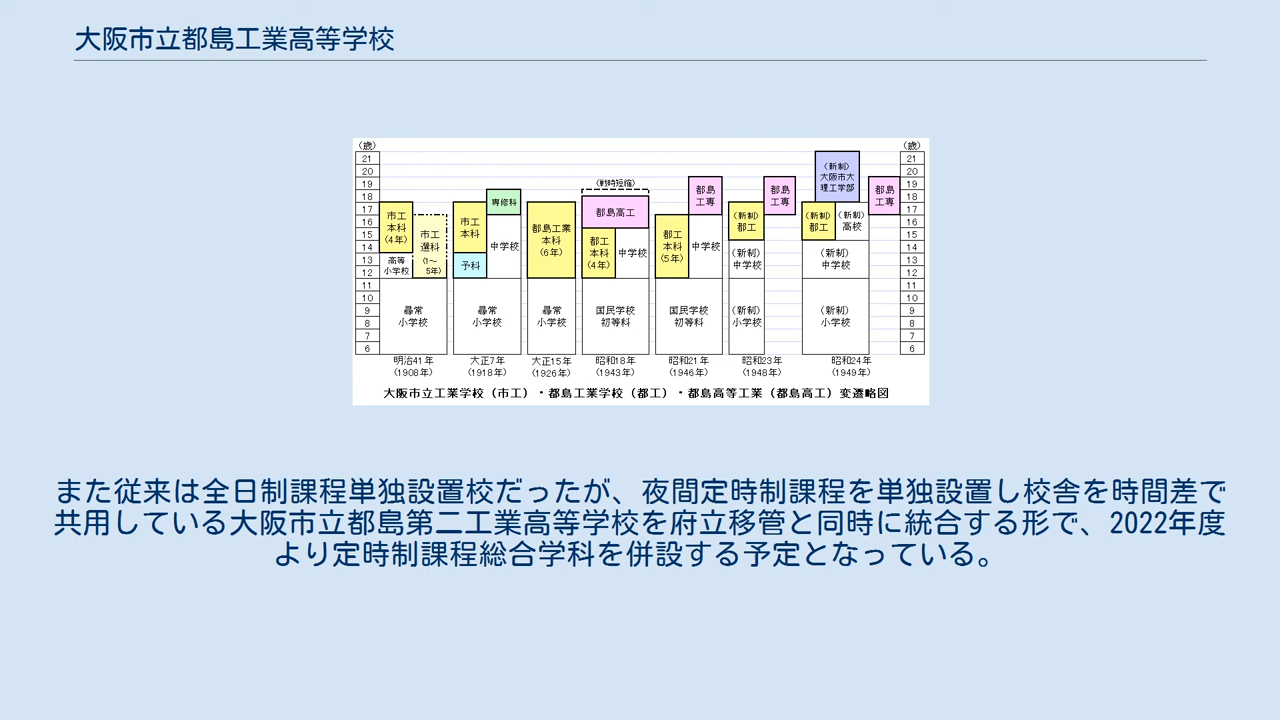 大阪市立都島工業高等学校
（歳）
21
20
19
18
17
16
15
14
13
12
11
10
9
8
7
6
市工
本科
(4年)
高等
小学校
市工
選科
(1～
5年)
尋常
小学校
明治41年
(1908年)
市工
本科
予科
専修科
中学校
尋常
小学校
大正7年
(1918年)
都島工業
本科
(6年)
尋常
小学校
大正15年
(1926年)
(戦時短縮)
都島高工
都工
本科
(4年)
中学校
国民学校
初等科
昭和18年
(1943年)
都島
工専
都工
本科
(5年)
中学校
国民学校
初等科
昭和21年
(1946年)
都島
工専
(新制)
都工
(新制)
中学校
(新制)
小学校
昭和23年
(1948年)
(新制)
大阪市大
理工学部
都島
工専
(新制)
都工
(新制)
高校
(新制)
中学校
(新制)
小学校
昭和24年
(1949年)
（歳）
21
20
19
18
17
16
15
14
13
12
11
10
9
8
7
6
大阪市立工業学校（市工）・都島工業学校（都工）・都島高等工業（都島高工）変遷略図
また従来は全日制課程単独設置校だったが、夜間定時制課程を単独設置し校舎を時間差で
共用している大阪市立都島第二工業高等学校を府立移管と同時に統合する形で、2022年度
より定時制課程総合学科を併設する予定となっている。